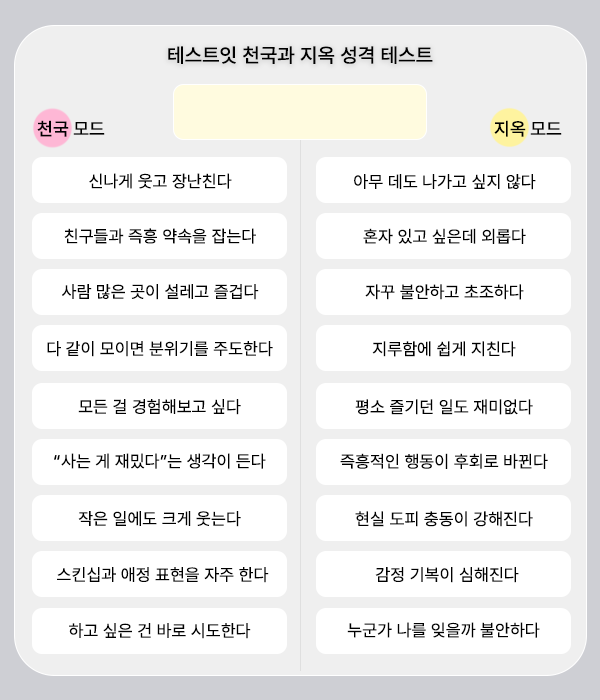 테스트잇 천국과 지옥 성격 테스트
천국 모드
지옥 모드
신나게 웃고 장난친다
아무 데도 나가고 싶지 않다
친구들과 즉흥 약속을 잡는다
혼자 있고 싶은데 외롭다
사람 많은 곳이 설레고 즐겁다
자꾸 불안하고 초조하다
다 같이 모이면 분위기를 주도한다
지루함에 쉽게 지친다
모든 걸 경험해보고 싶다
평소 즐기던 일도 재미없다
“사는 게 재밌다”는 생각이 든다
즉흥적인 행동이 후회로 바뀐다
작은 일에도 크게 웃는다
현실 도피 충동이 강해진다
스킨십과 애정 표현을 자주 한다
감정 기복이 심해진다
하고 싶은 건 바로 시도한다
누군가 나를 잊을까 불안하다